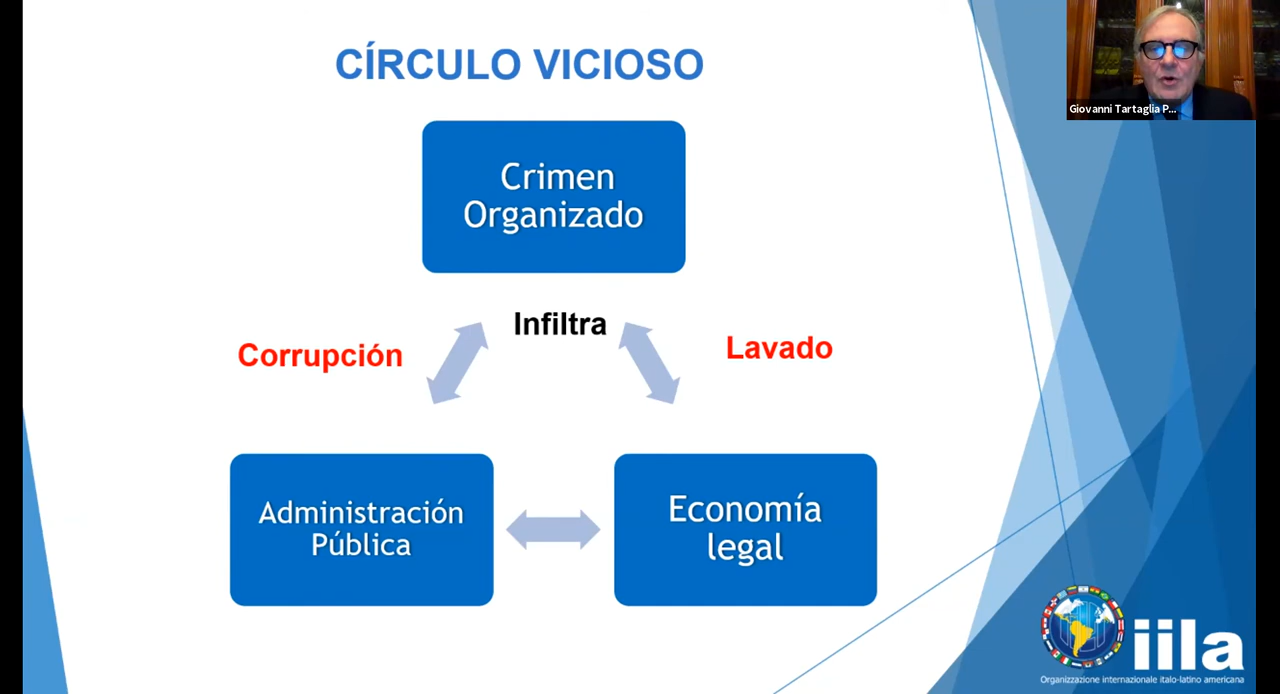 CÍRCULO VICIOSO
Giovanni Tartaglia P...
Crimen
Organizado
Infiltra
Corrupción
Lavado
Administración
Pública
Economía
legal
iila
Organizzazione internazionale italo-latino americana